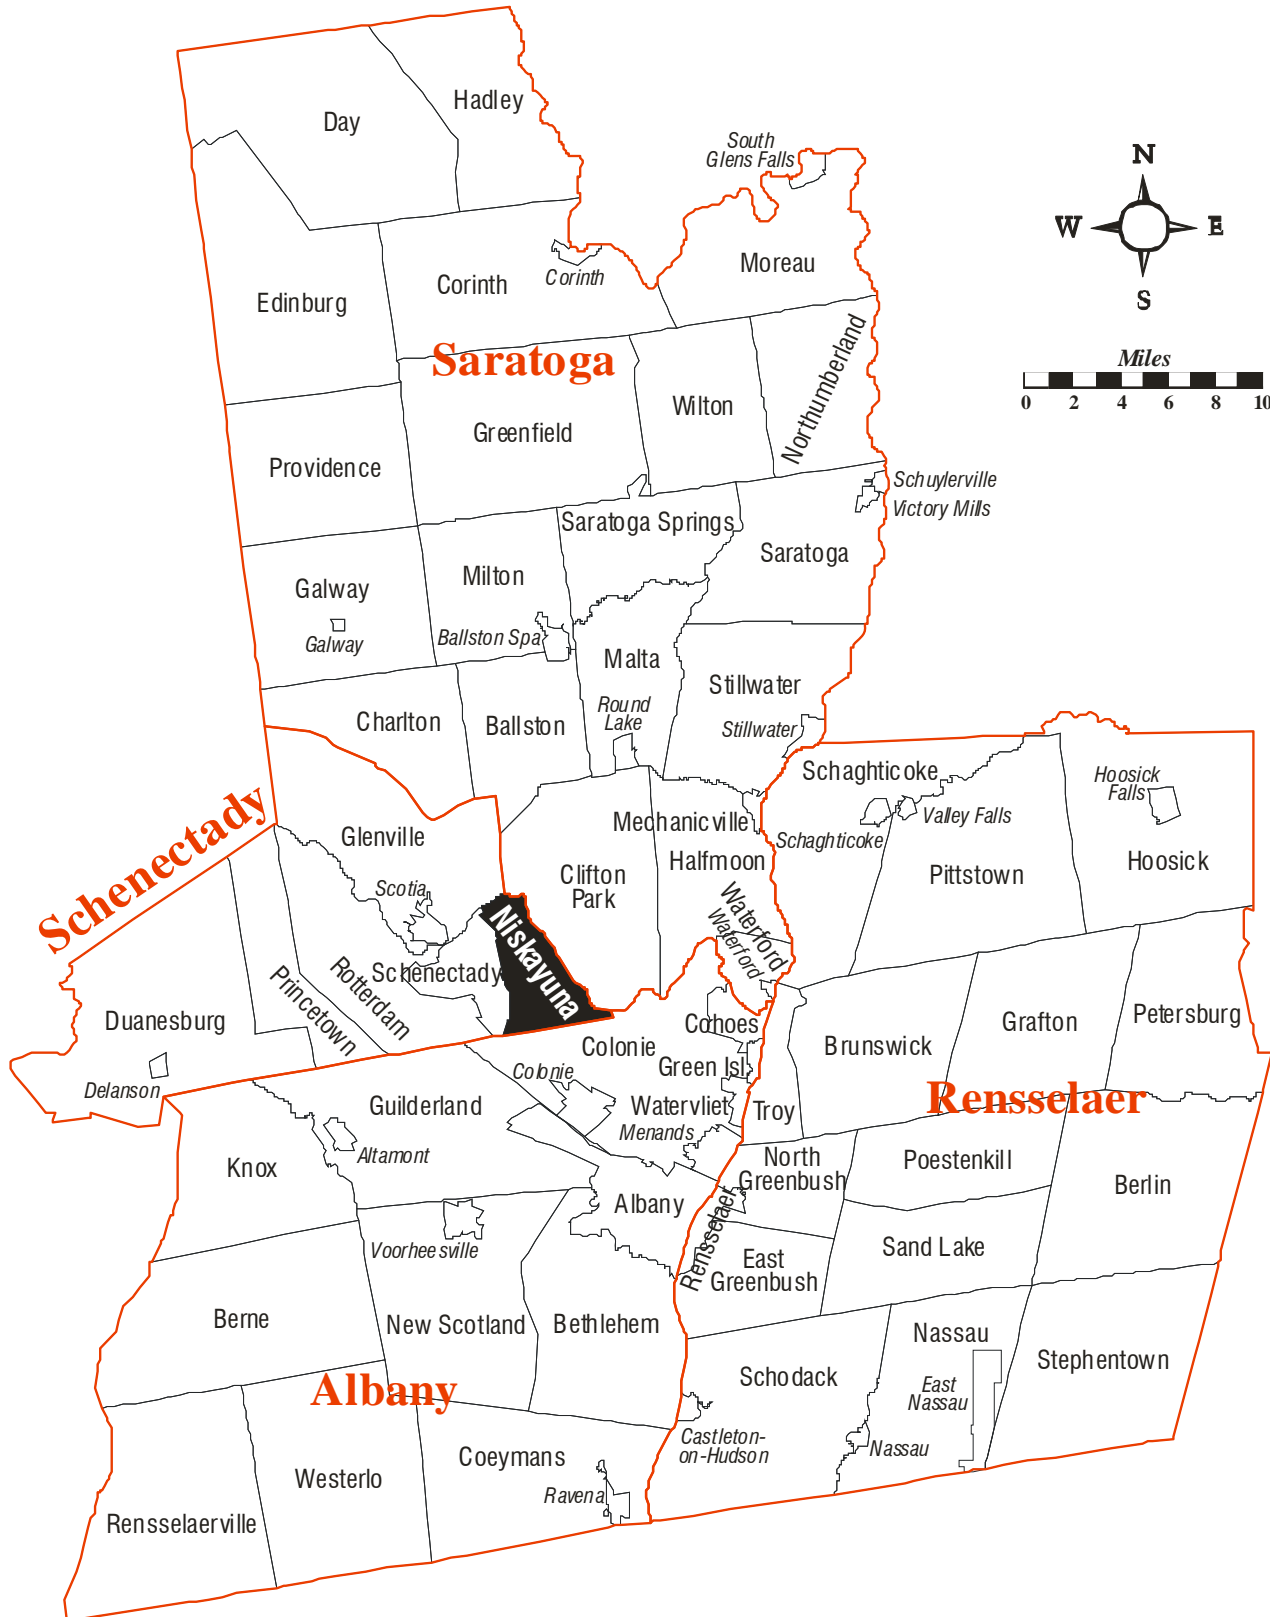 Hadley
Day
South
Glens Falls
N
W
E
S
Moreau
Corinth
Corinth
Edinburg
Saratoga
Northumberland
Miles
0 2 4 6 8 10
Wilton
Greenfield
Providence
Schuylerville
Victory Mills
Saratoga Springs
Saratoga
Milton
Galway
Galway
Ballston Spa
Malta
Stillwater
Round
Lake
Stillwater
Charlton
Ballston
Schaghticoke
Hoosick
Falls
Schenectady
Glenville
Mechanicville
Schaghticoke
Valley Falls
Halfmoon
Hoosick
Clifton
Park
Pittstown
Scotia
Waterford
Waterford
Niskayuna
Schenectady
Rotterdam
Princetown
Duanesburg
Cohoes
Grafton
Petersburg
Colonie
Brunswick
Green Isl
Colonie
Delanson
Guilderland
Watervliet
Troy
Rensselaer
Menands
Altamont
Knox
North
Greenbush
Poestenkill
Berlin
Albany
Rensselaer
Voorheesville
Sand Lake
East
Greenbush
Berne
New Scotland
Bethlehem
Nassau
Stephentown
Schodack
Albany
East
Nassau
Castleton-
on-Hudson
Nassau
Coeymans
Westerlo
Ravena
Rensselaerville